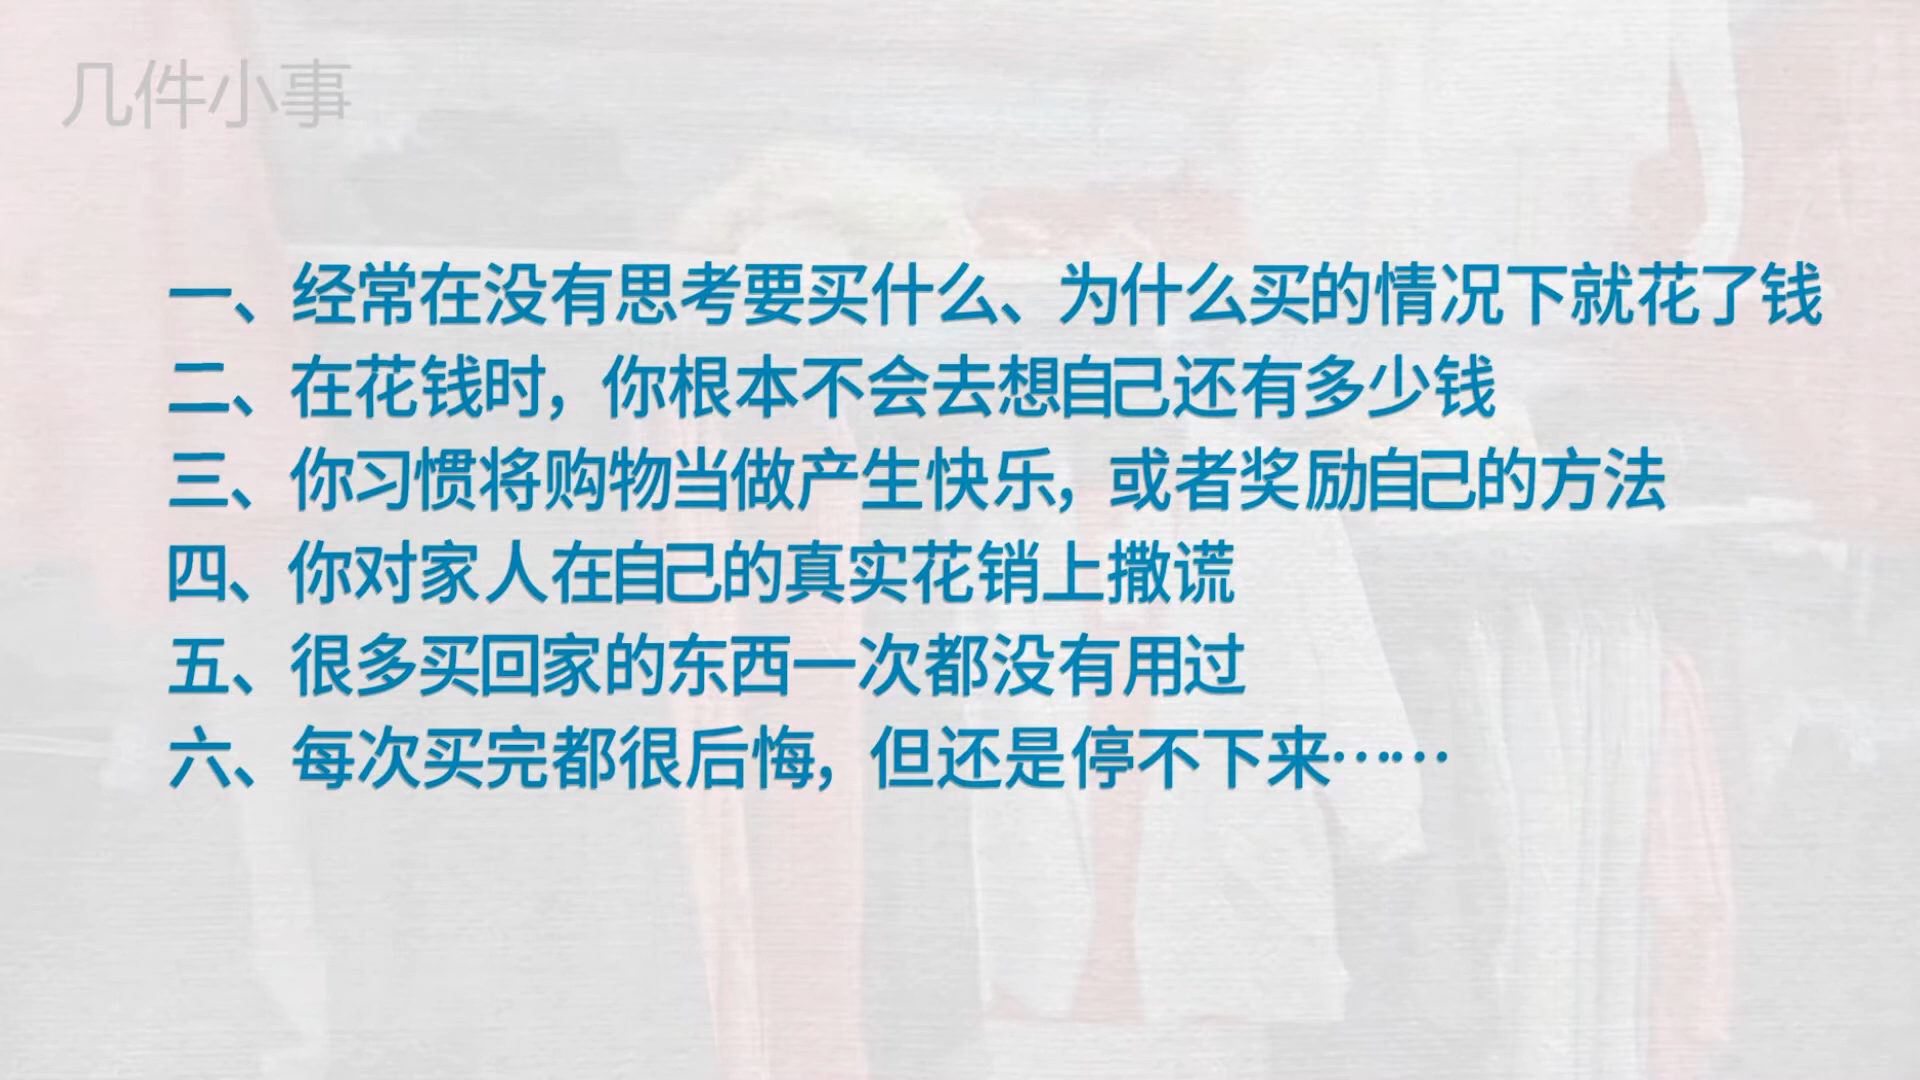 几件小事
一、经常在没有思考要买什么、为什么买的情况下就花了钱
二、在花钱时，你根本不会去想自己还有多少钱
三、你习惯将购物当做产生快乐，或者奖励自己的方法
四、你对家人在自己的真实花销上撒谎
五、很多买回家的东西一次都没有用过
六、每次买完都很后悔，但还是停不下来……